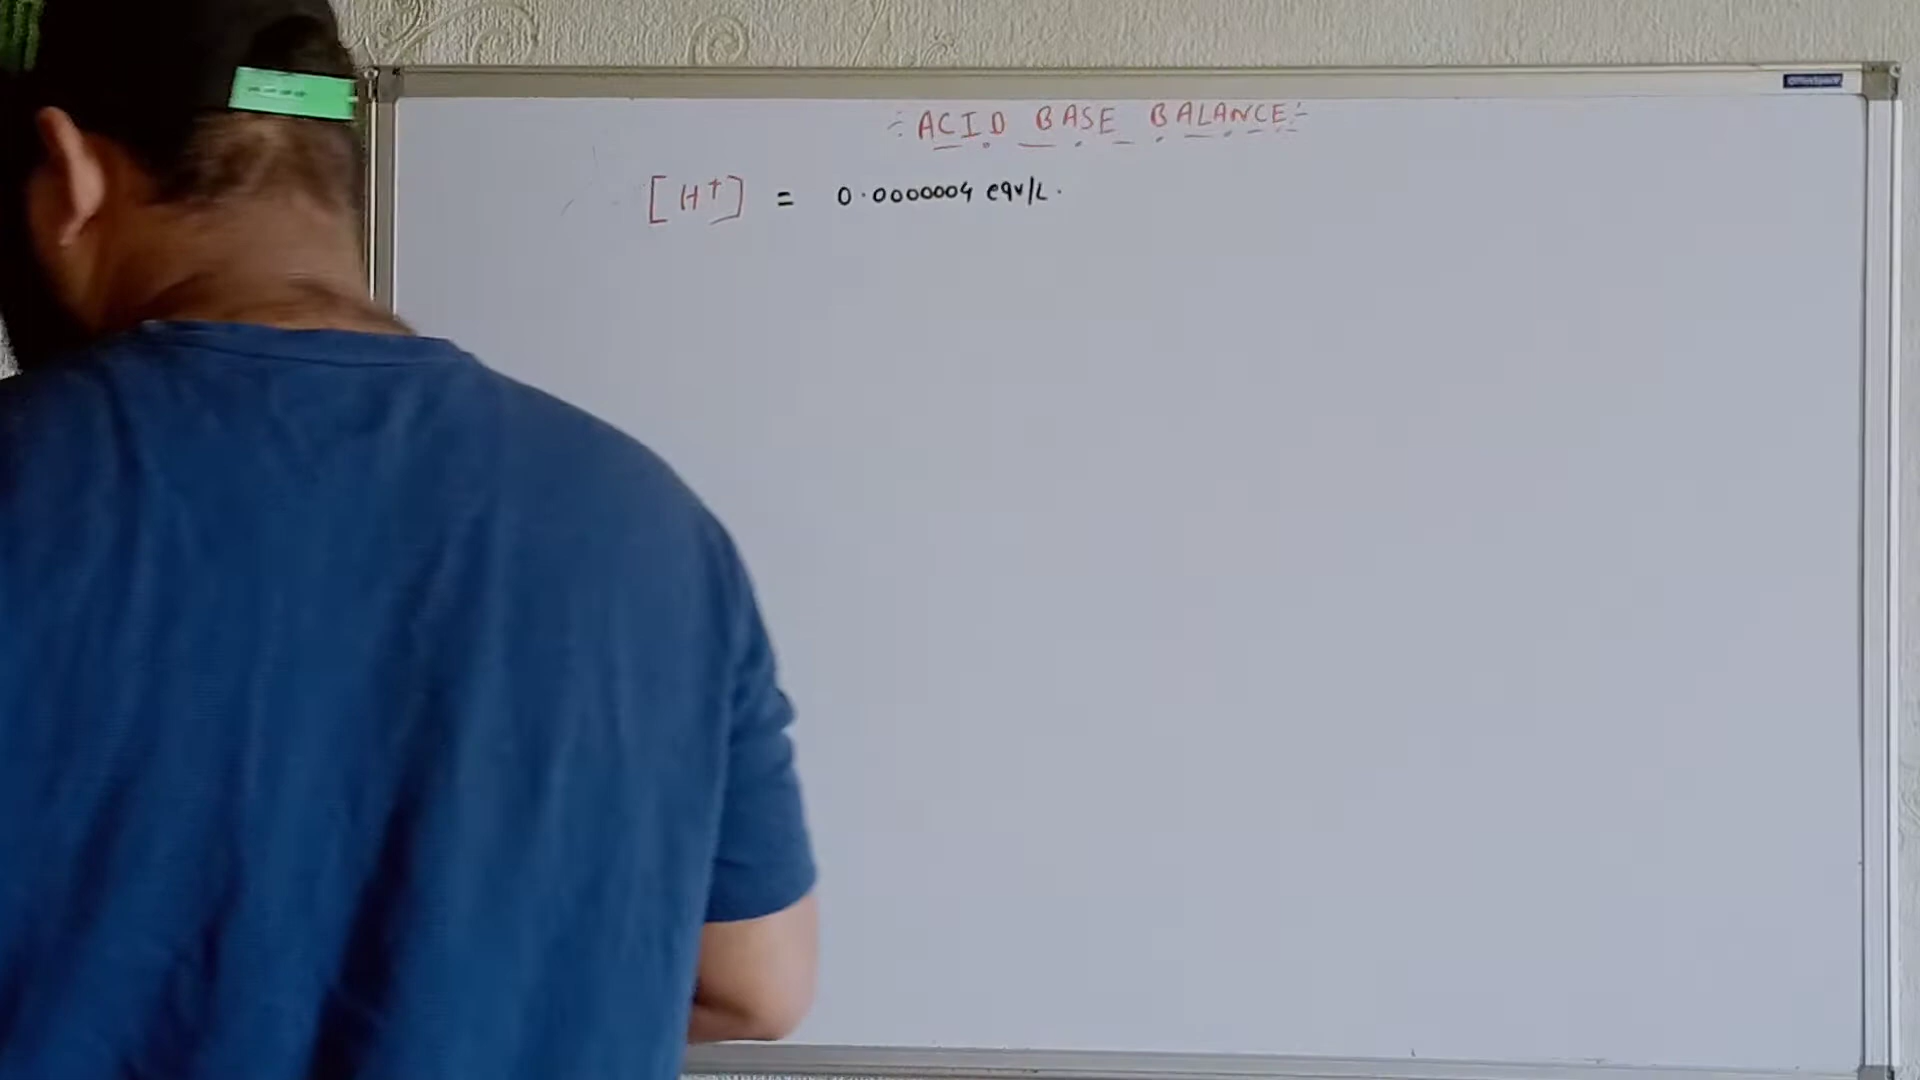 -: ACID BASE BALANCE :-
[H⁺] = 0.0000004 eqv/L.